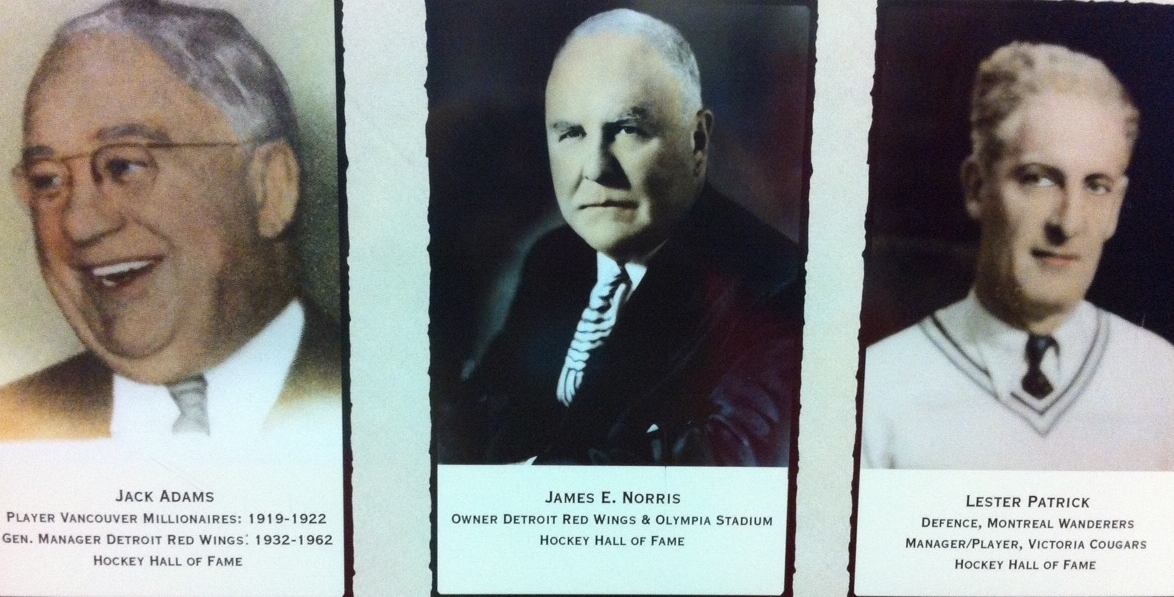 Jack Adams
Player Vancouver Millionaires: 1919-1922
Gen. Manager Detroit Red Wings: 1932-1962
Hockey Hall of Fame
James E. Norris
Owner Detroit Red Wings & Olympia Stadium
Hockey Hall of Fame
Lester Patrick
Defence, Montreal Wanderers
Manager/Player, Victoria Cougars
Hockey Hall of Fame